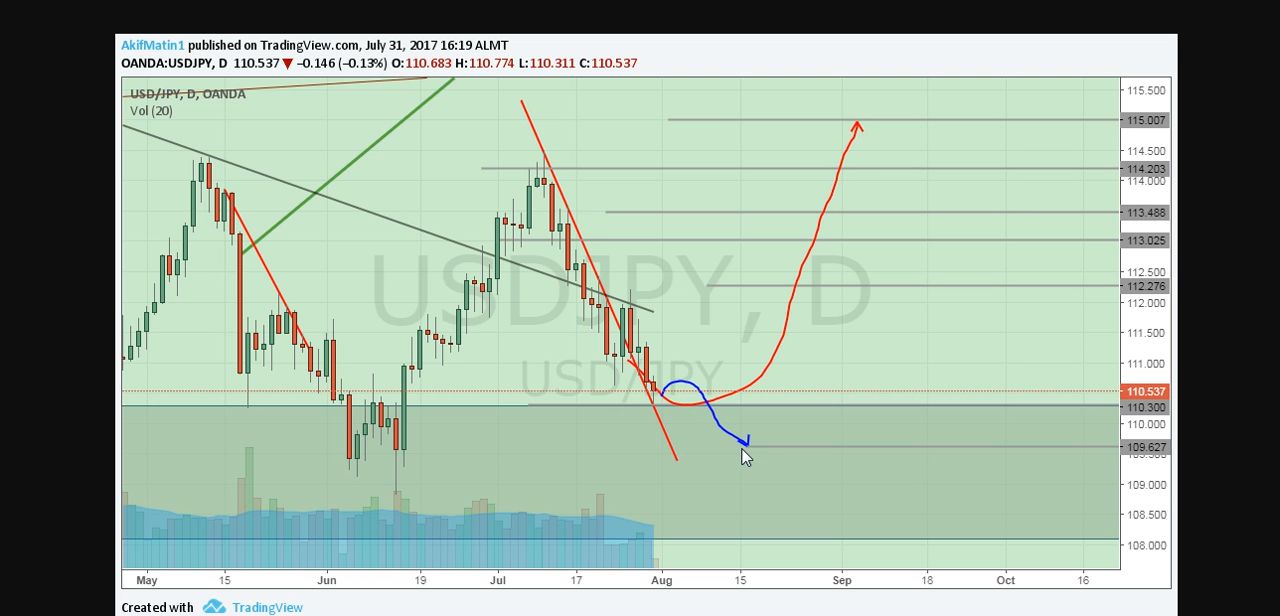 AkifMatin1 published on TradingView.com, July 31, 2017 16:19 ALMT
OANDA:USDJPY, D 110.537 ▼ −0.146 (−0.13%) O:110.683 H:110.774 L:110.311 C:110.537
USD/JPY, D, OANDA
Vol (20)
USDJPY, D
USD/JPY
115.500
115.007
114.500
114.203
114.000
113.488
113.025
112.500
112.276
112.000
111.500
111.000
110.537
110.300
110.000
109.627
109.500
109.000
108.500
108.000
May 15 Jun 19 Jul 17 Aug 15 Sep 18 Oct 16
Created with TradingView